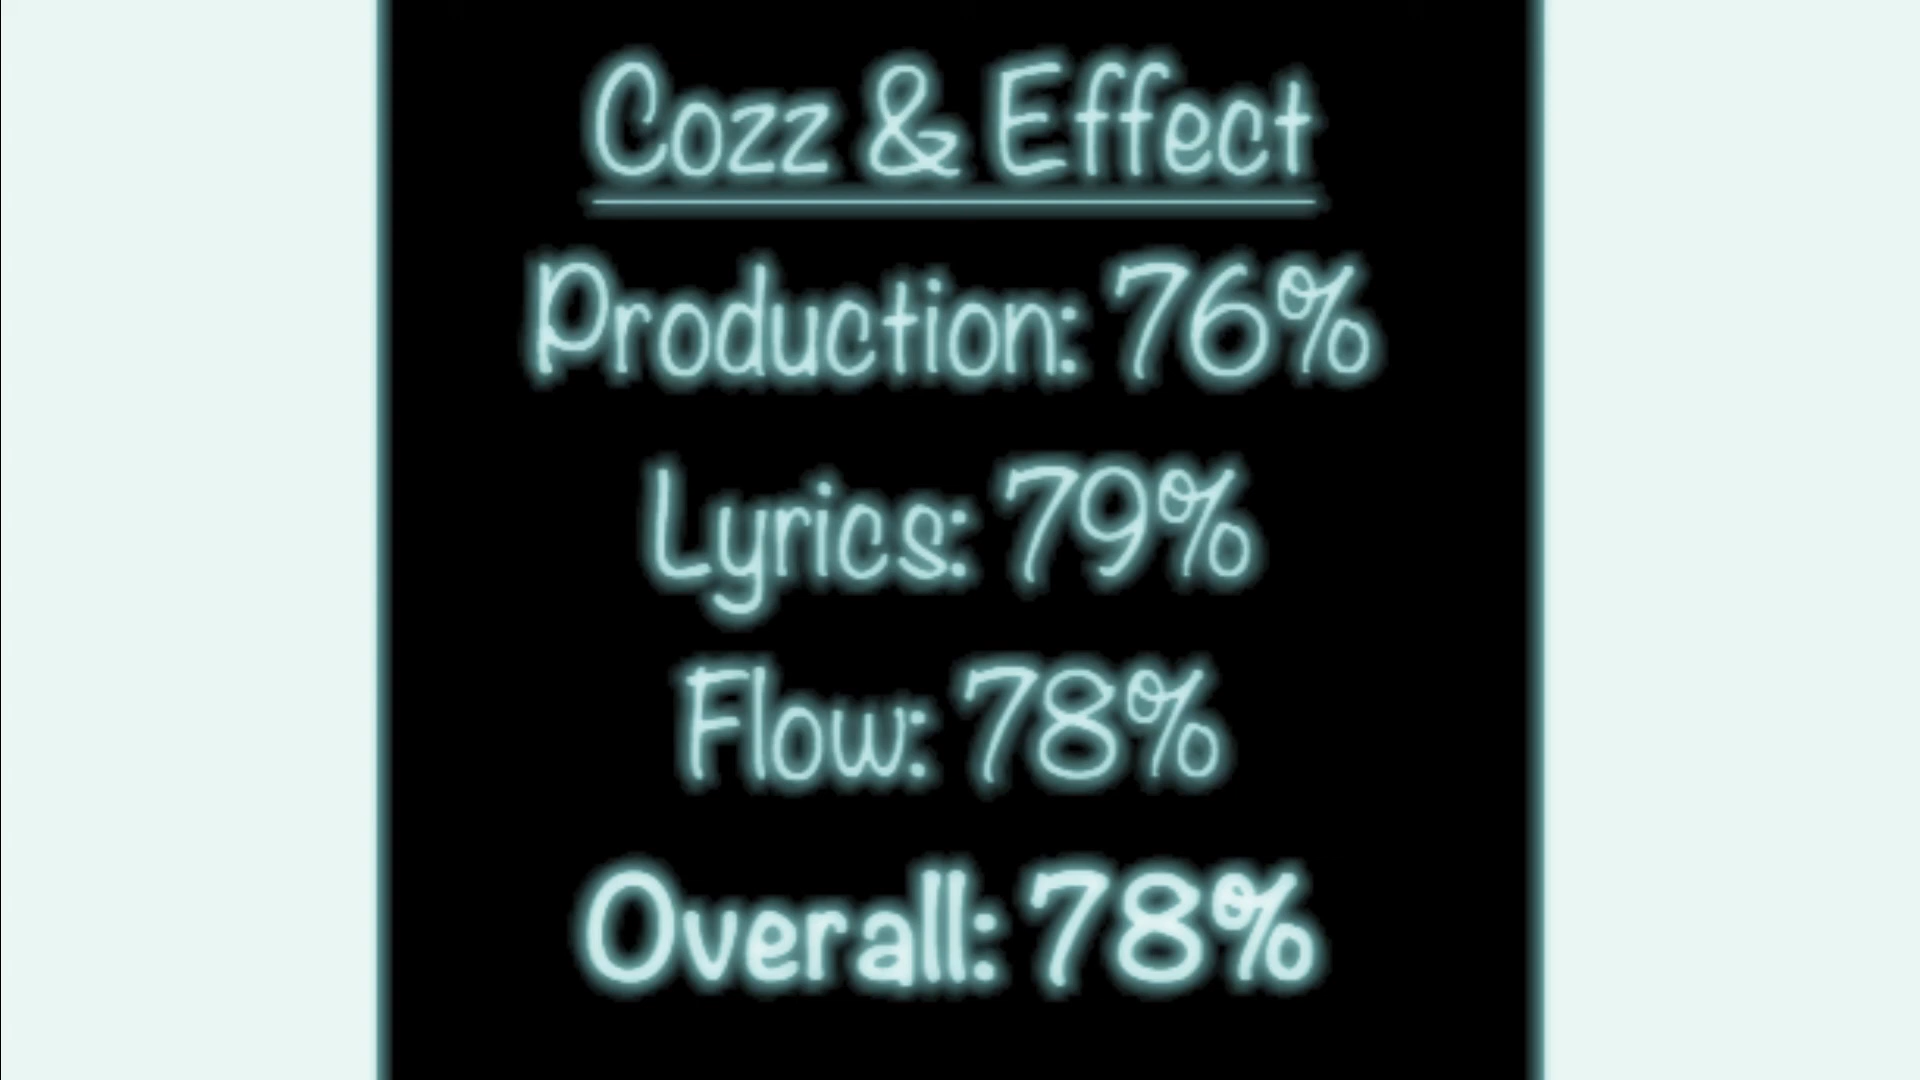 Cozz & Effect
Production: 76%
Lyrics: 79%
Flow: 78%
Overall: 78%